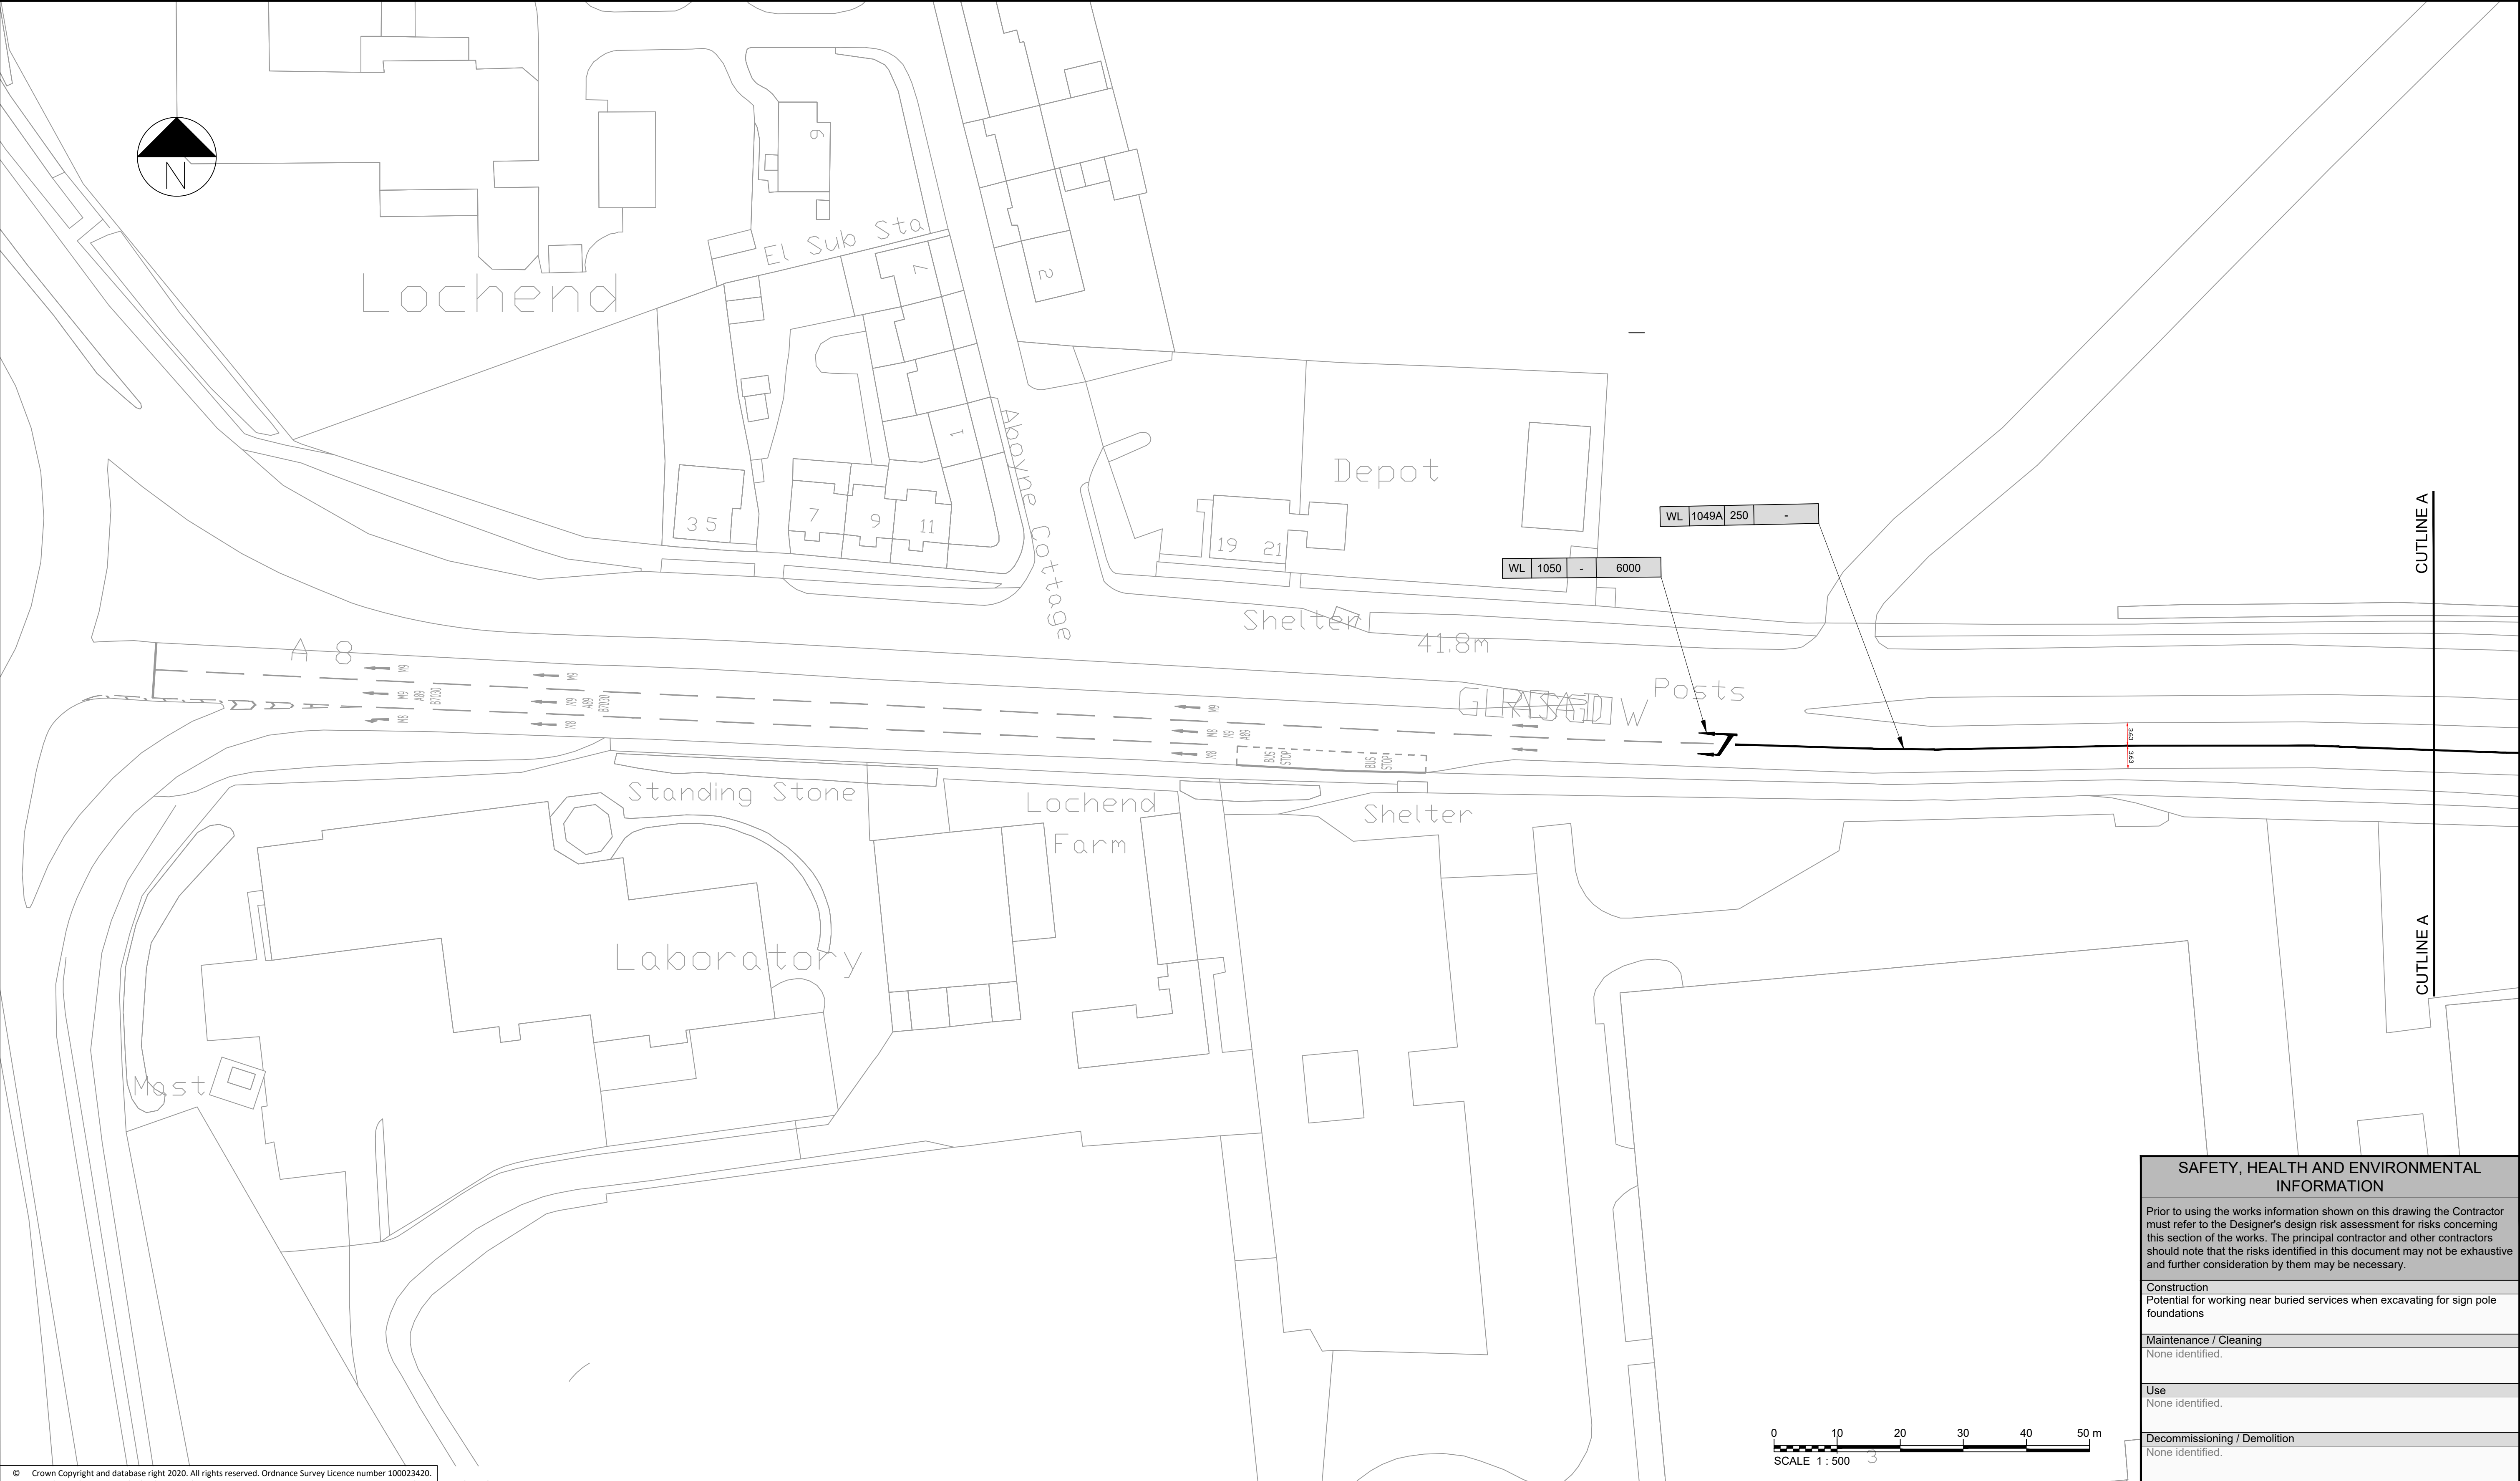 N
Lochend
6
El Sub Sta
7
2
1
35
7
9
11
Aboyne Cottage
Depot
19
21
WL 1049A 250 -
WL 1050 - 6000
CUTLINE A
Shelter
41.8m
A 8
M9
M9 A89 B7030
M8
M9
M9 A89 B7030
M8
M9
M8 M9 A89
M8
BUS STOP
BUS STOP
Posts
3.63
3.63
Standing Stone
Lochend
Farm
Shelter
Laboratory
Mast
CUTLINE A
SAFETY, HEALTH AND ENVIRONMENTAL
INFORMATION
Prior to using the works information shown on this drawing the Contractor
must refer to the Designer's design risk assessment for risks concerning
this section of the works. The principal contractor and other contractors
should note that the risks identified in this document may not be exhaustive
and further consideration by them may be necessary.
Construction
Potential for working near buried services when excavating for sign pole
foundations
Maintenance / Cleaning
None identified.
Use
None identified.
Decommissioning / Demolition
None identified.
0 10 20 30 40 50 m
SCALE 1 : 500
3
© Crown Copyright and database right 2020. All rights reserved. Ordnance Survey Licence number 100023420.